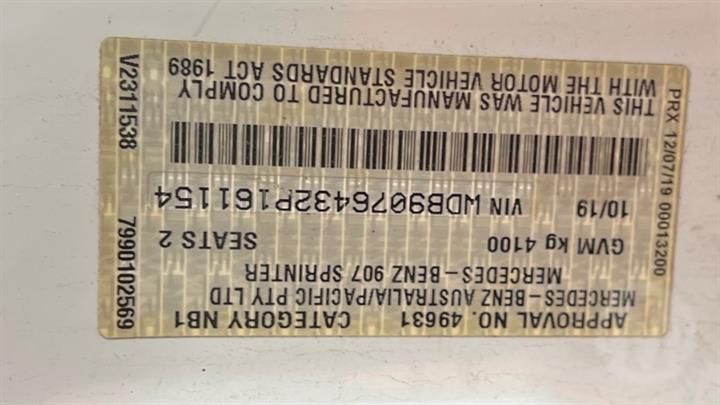 APPROVAL NO. 49631 CATEGORY NB1
MERCEDES-BENZ AUSTRALIA/PACIFIC PTY LTD
MERCEDES-BENZ 907 SPRINTER
GVM kg 4100 SEATS 2
10/19 VIN WDB9076432P161154
THIS VEHICLE WAS MANUFACTURED TO COMPLY
WITH THE MOTOR VEHICLE STANDARDS ACT 1989
PRX 12/07/19 00013200
V2311538 7990102569